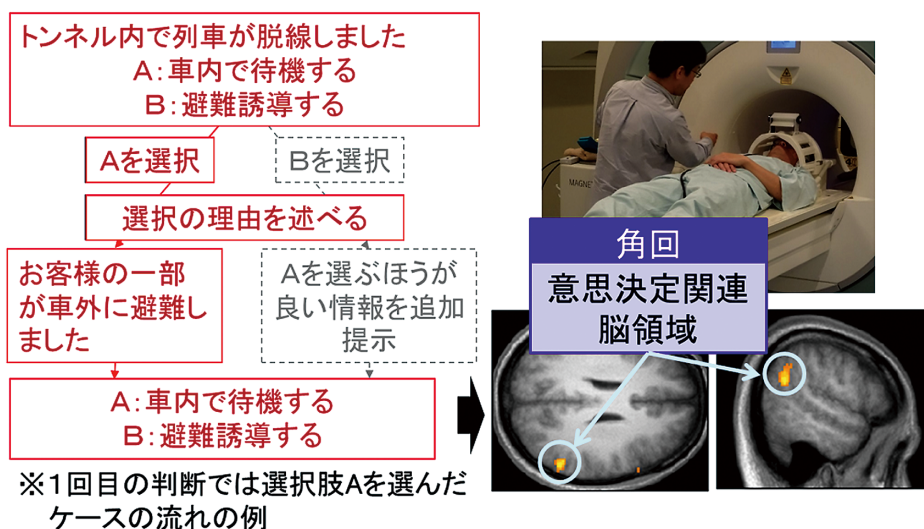 トンネル内で列車が脱線しました
A：車内で待機する
B：避難誘導する
Aを選択
Bを選択
選択の理由を述べる
お客様の一部
が車外に避難し
ました
Aを選ぶほうが
良い情報を追加
提示
A：車内で待機する
B：避難誘導する
※1回目の判断では選択肢Aを選んだ
ケースの流れの例
MAGNE
角回
意思決定関連
脳領域